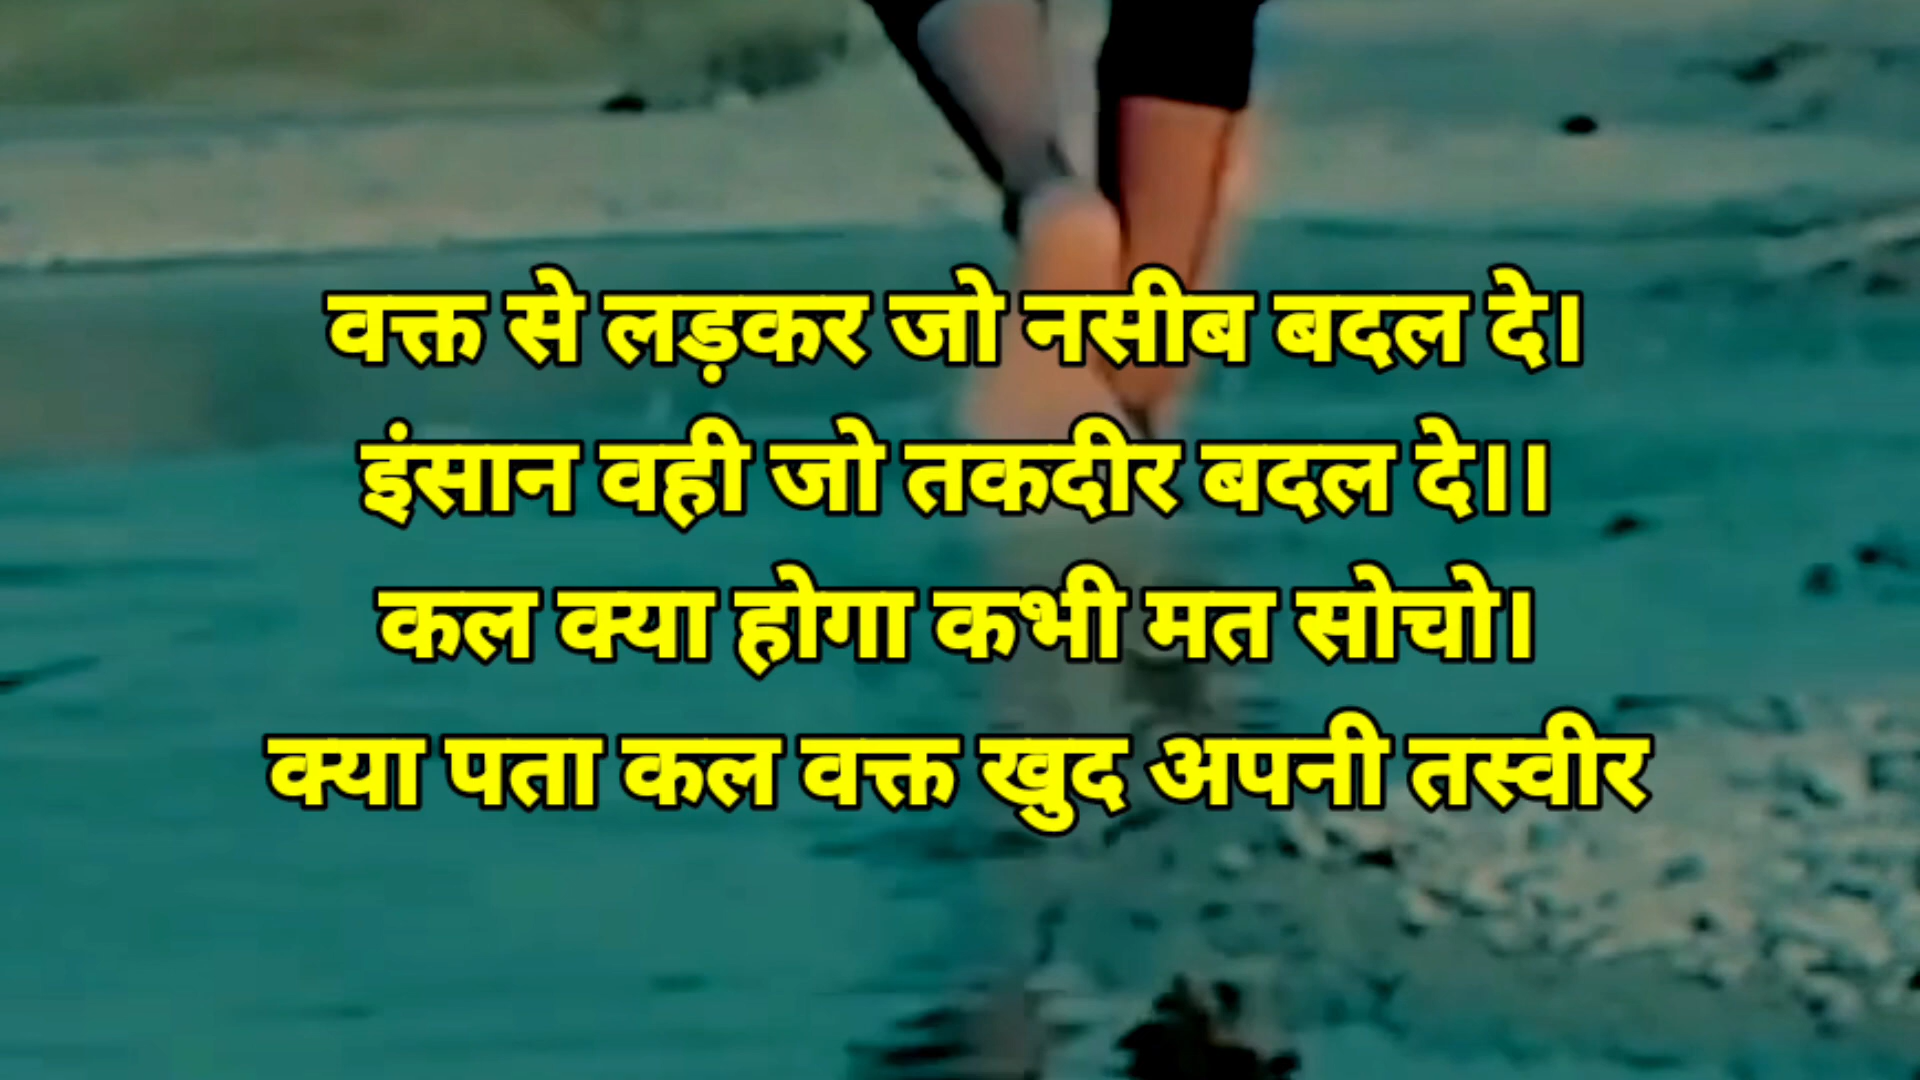 वक्त से लड़कर जो नसीब बदल दे।
इंसान वही जो तकदीर बदल दे।।
कल क्या होगा कभी मत सोचो।
क्या पता कल वक्त खुद अपनी तस्वीर